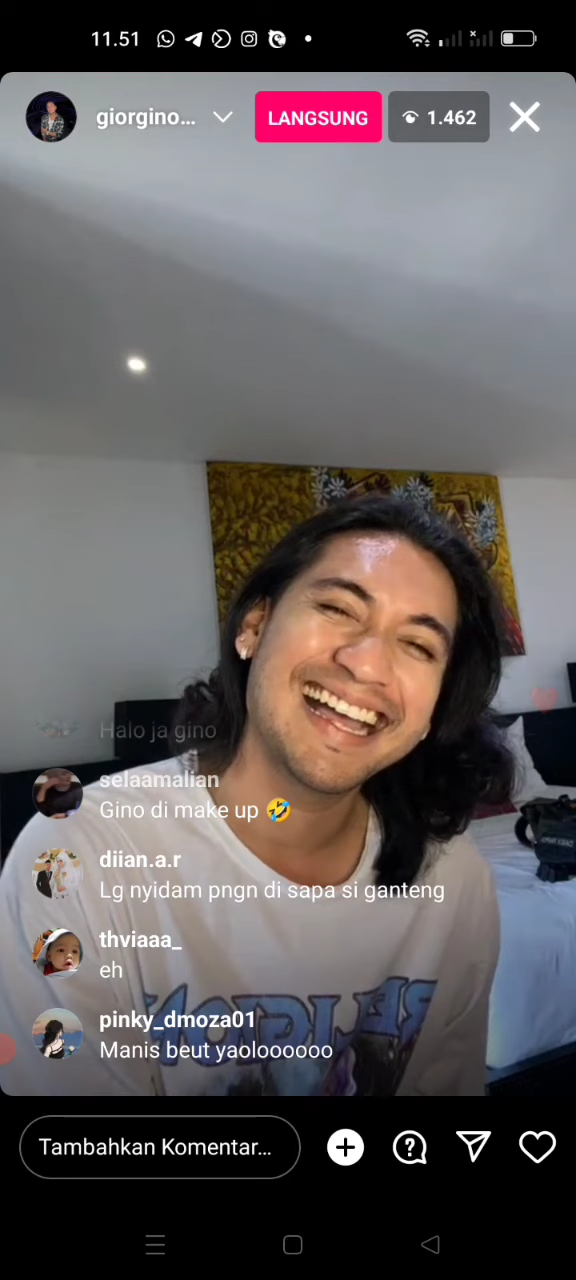 11.51
giorgino...
LANGSUNG
1.462
Halo ja gino
selaamalian
Gino di make up 🤣
diian.a.r
Lg nyidam pngn di sapa si ganteng
thviaaa_
eh
pinky_dmoza01
Manis beut yaoloooooo
Tambahkan Komentar...